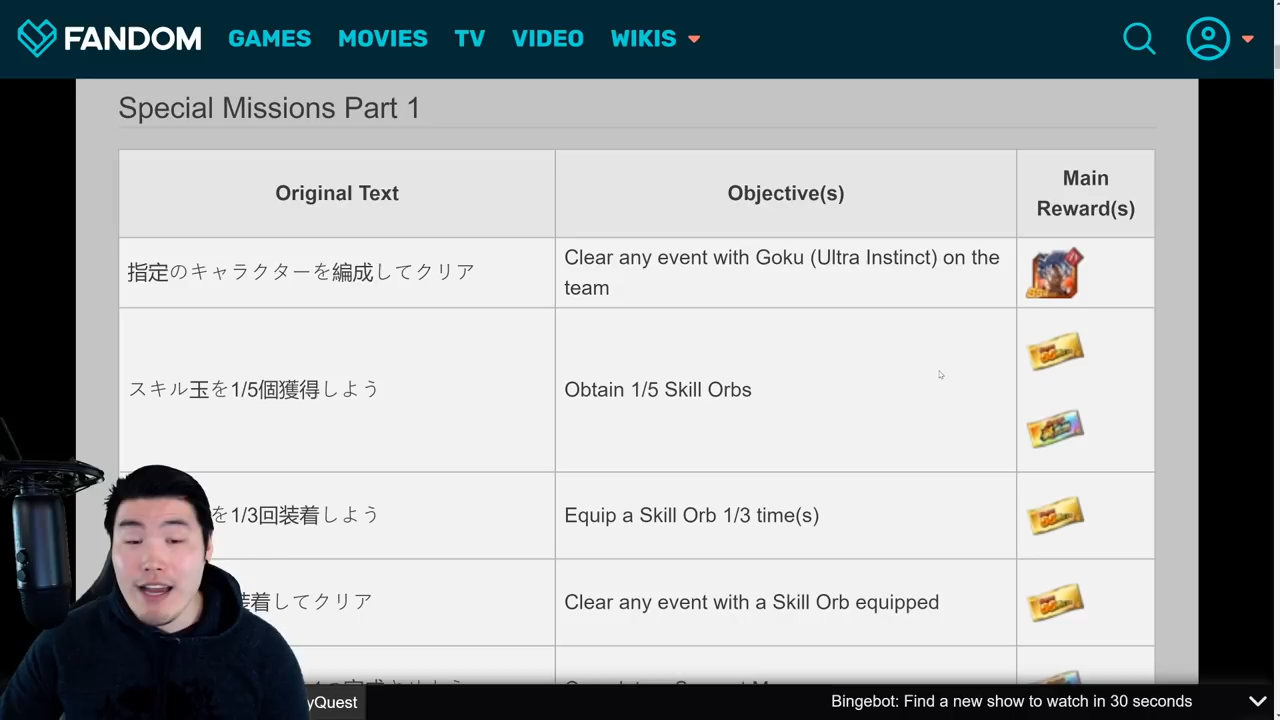 FANDOM GAMES MOVIES TV VIDEO WIKIS
Special Missions Part 1
Original Text
Objective(s)
Main
Reward(s)
指定のキャラクターを編成してクリア
Clear any event with Goku (Ultra Instinct) on the
team
スキル玉を1/5個獲得しよう
Obtain 1/5 Skill Orbs
を1/3回装着しよう
Equip a Skill Orb 1/3 time(s)
装着してクリア
Clear any event with a Skill Orb equipped
yQuest
Bingebot: Find a new show to watch in 30 seconds